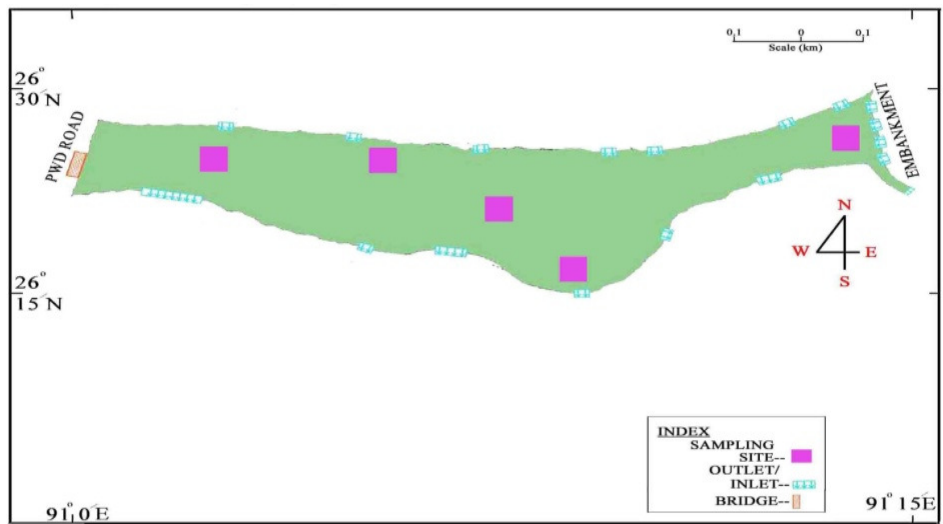 0.1 0 0.1
Scale (km)
26°
30′N
PWD ROAD
EMBANKMENT
N
W E
S
26°
15′N
INDEX
SAMPLING
SITE--
OUTLET/
INLET--
BRIDGE--
91°0′E
91°15′E